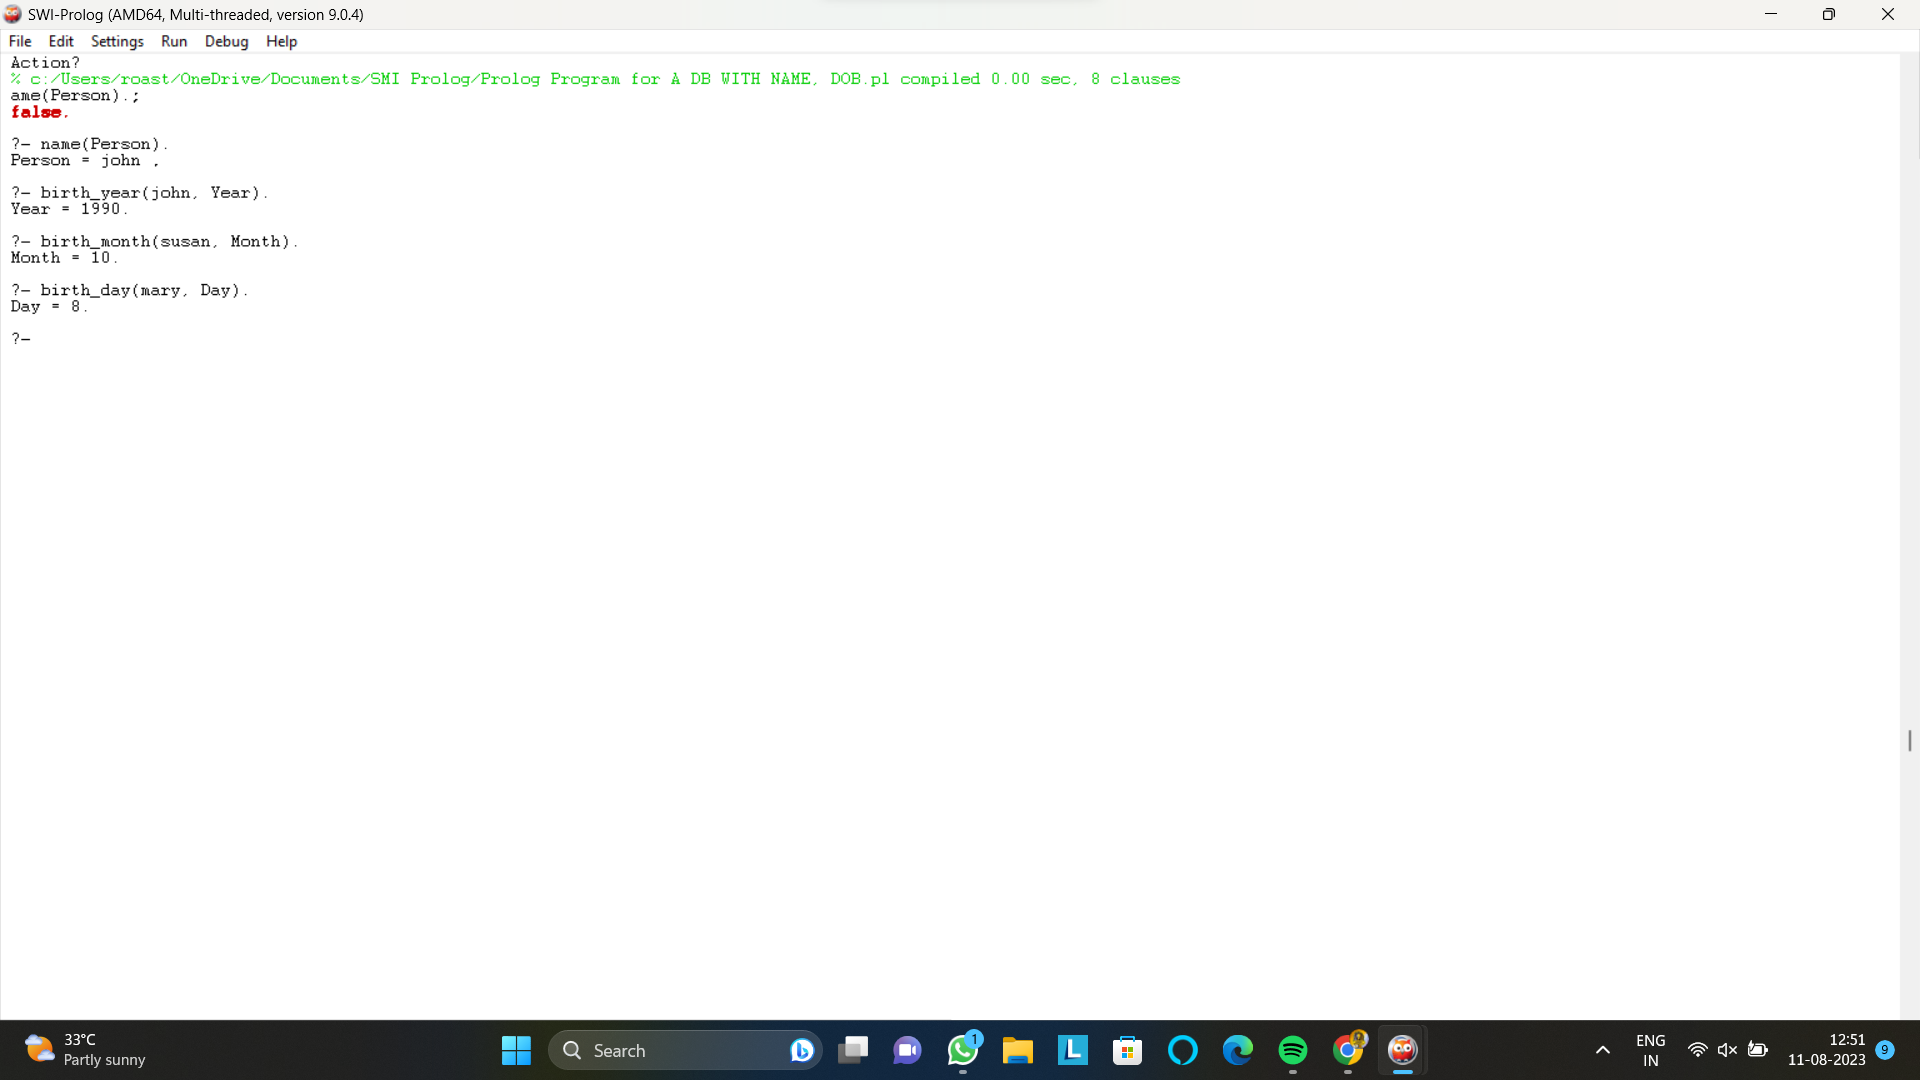 SWI-Prolog (AMD64, Multi-threaded, version 9.0.4)
File Edit Settings Run Debug Help
Action?
% c:/Users/roast/OneDrive/Documents/SMI Prolog/Prolog Program for A DB WITH NAME, DOB.pl compiled 0.00 sec, 8 clauses
ame(Person).;
false.
?- name(Person).
Person = john .
?- birth_year(john, Year).
Year = 1990.
?- birth_month(susan, Month).
Month = 10.
?- birth_day(mary, Day).
Day = 8.
?-
33°C
Partly sunny
Search
1
L
ENG
IN
12:51
11-08-2023
9